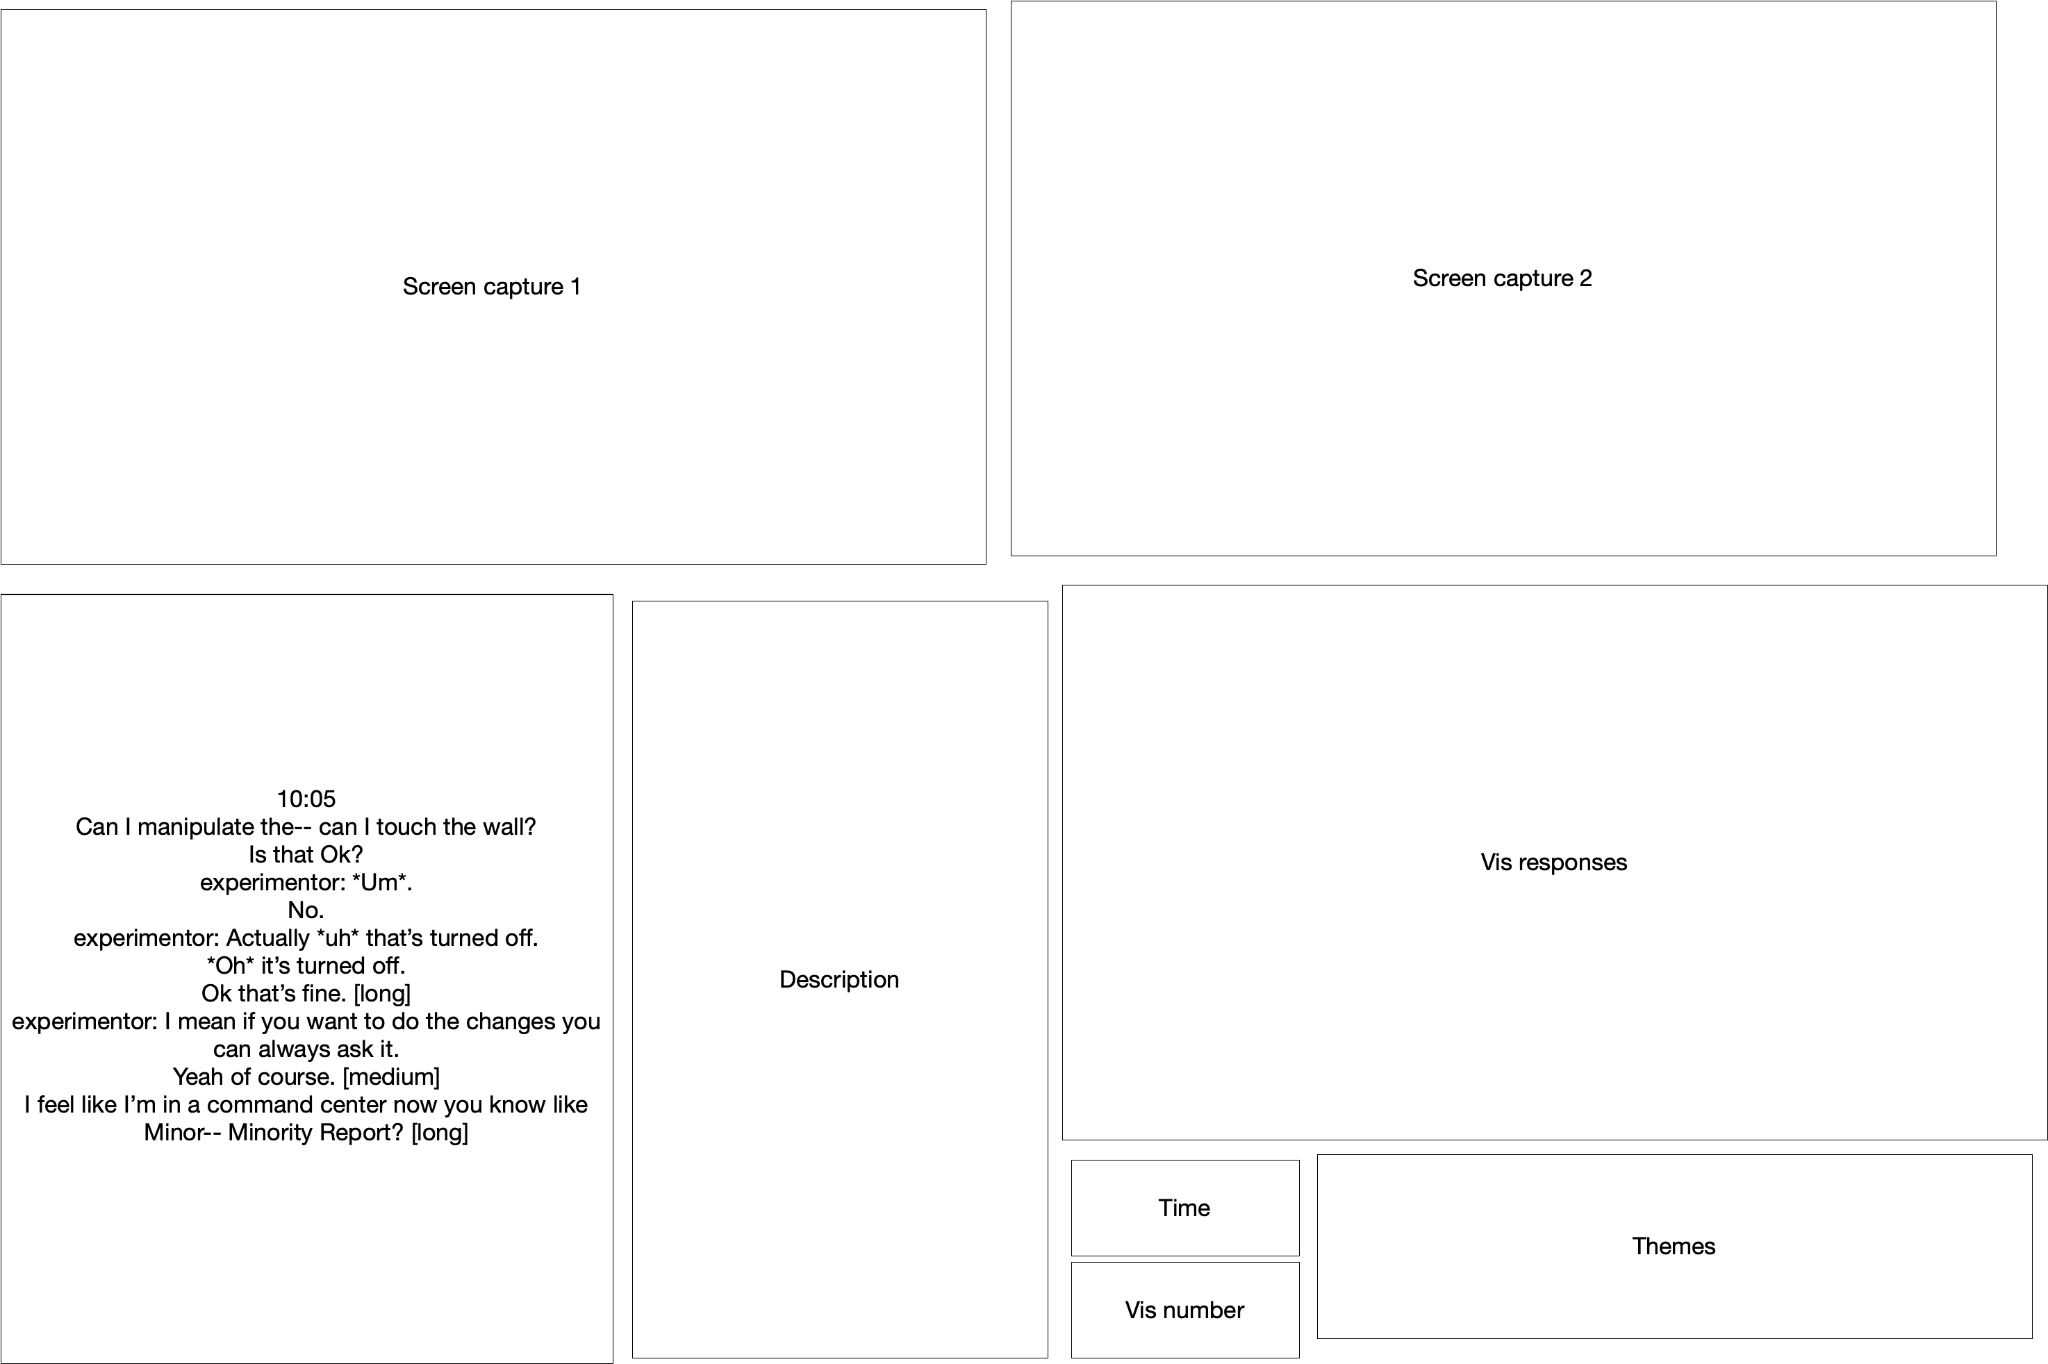 Screen capture 1
Screen capture 2
10:05
Can I manipulate the-- can I touch the wall?
Is that Ok?
experimentor: *Um*.
No.
experimentor: Actually *uh* that’s turned off.
*Oh* it’s turned off.
Ok that’s fine. [long]
experimentor: I mean if you want to do the changes you
can always ask it.
Yeah of course. [medium]
I feel like I’m in a command center now you know like
Minor-- Minority Report? [long]
Description
Vis responses
Time
Vis number
Themes